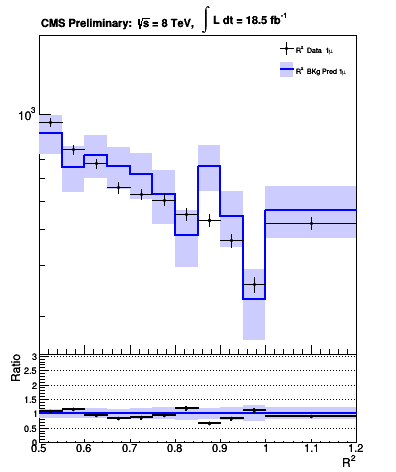 CMS Preliminary: √s = 8 TeV, ∫ L dt = 18.5 fb⁻¹
R² Data 1μ
R² BKg Pred 1μ
10³
Ratio
3
2.5
2
1.5
1
0.5
0
0.5 0.6 0.7 0.8 0.9 1 1.1 1.2
R²